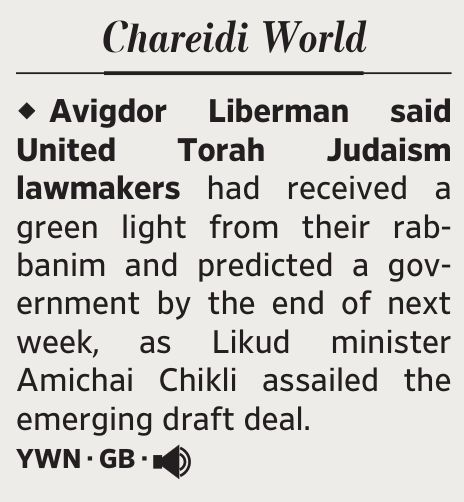 Chareidi World
◆ Avigdor Liberman said
United Torah Judaism
lawmakers had received a
green light from their rab-
banim and predicted a gov-
ernment by the end of next
week, as Likud minister
Amichai Chikli assailed the
emerging draft deal.
YWN · GB ·